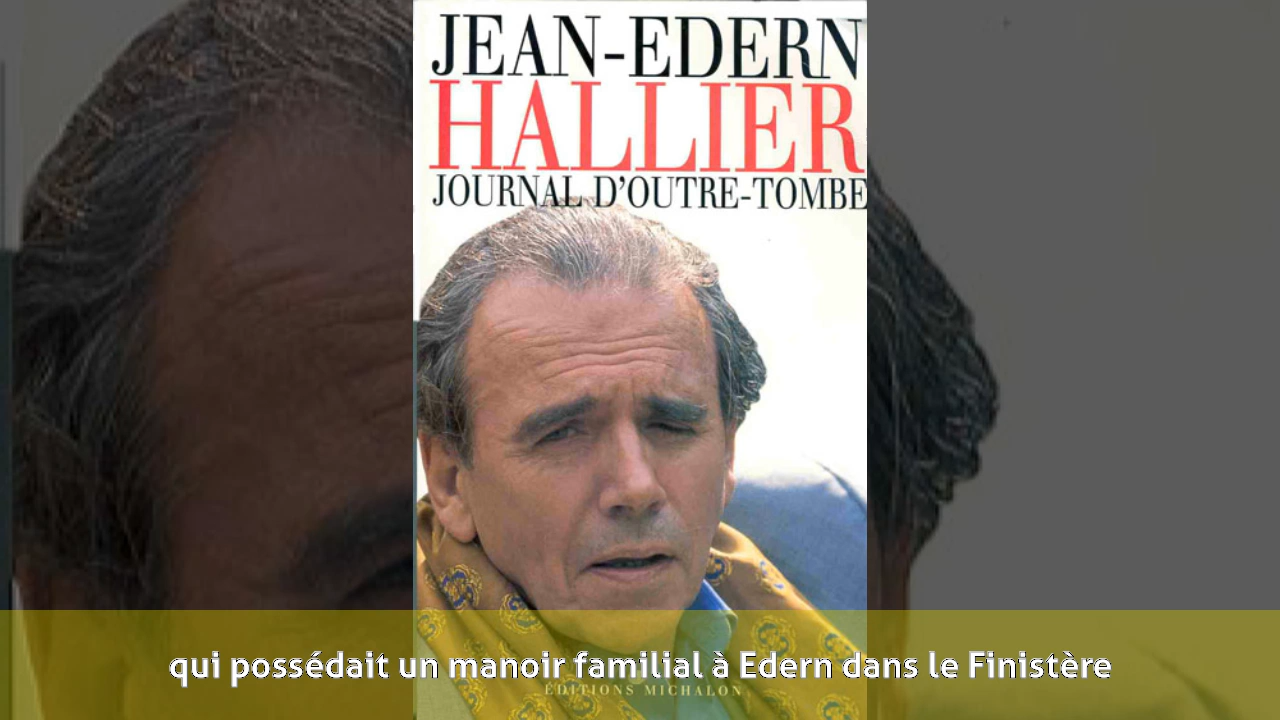 JEAN-EDERN
HALLIER
JOURNAL D'OUTRE-TOMBE
qui possédait un manoir familial à Edern dans le Finistère
ÉDITIONS MICHALON